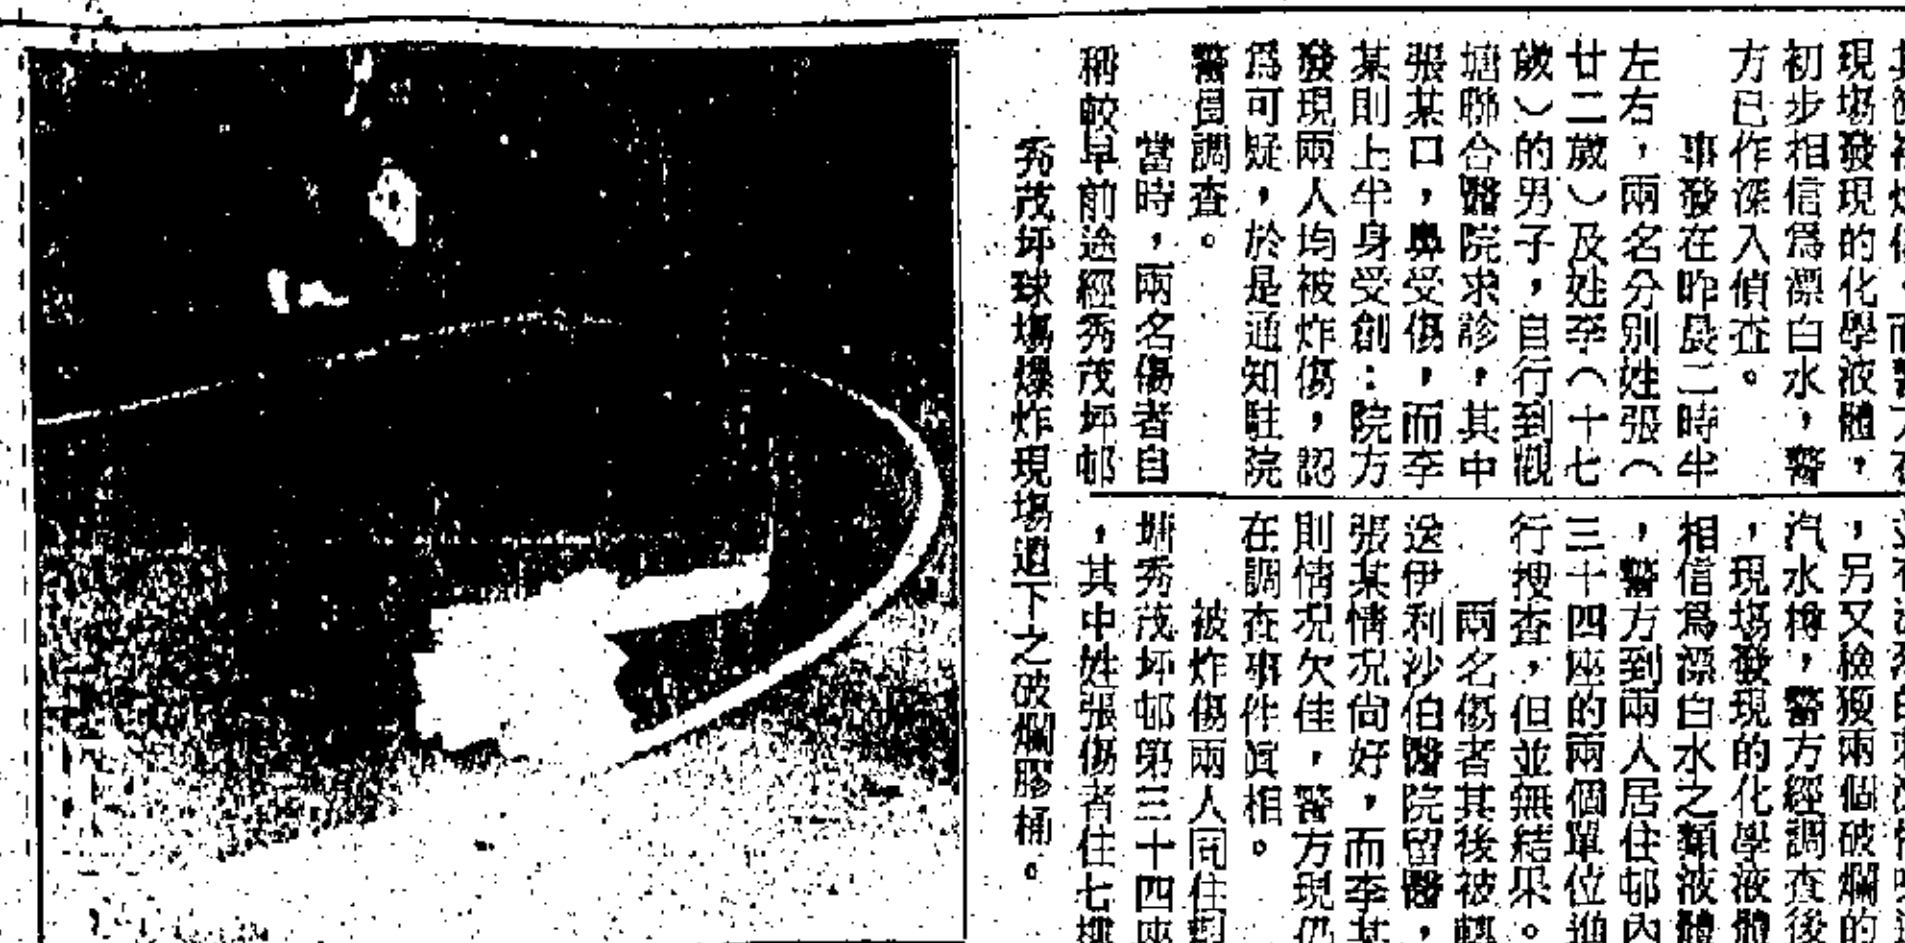 現場發現的化學液體，
初步相信爲漂白水，警
方已作深入偵查。
事發在昨晨二時半
左右，兩名分別姓張（
廿二歲）及姓李（十七
歲）的男子，自行到觀
塘聯合醫院求診，其中
張某口，鼻受傷，而李
某則上半身受創：院方
發現兩人均被炸傷，認
爲可疑，於是通知駐院
警員調查。
當時，兩名傷者自
稱較早前途經秀茂坪邨
，另又檢獲兩個破爛的
汽水樽，警方經調查後
，現場發現的化學液體
相信爲漂白水之類液體
，警方到兩人居住邨內
三十四座的兩個單位進
行搜查，但並無結果。
兩名傷者其後被轉
送伊利沙伯醫院留醫，
張某情況尚好，而李某
則情況欠佳，警方現仍
在調查事件眞相。
被炸傷兩人同住觀
塘秀茂坪邨第三十四座
，其中姓張傷者住七樓
秀茂坪球場爆炸現場遺下之破爛膠桶。